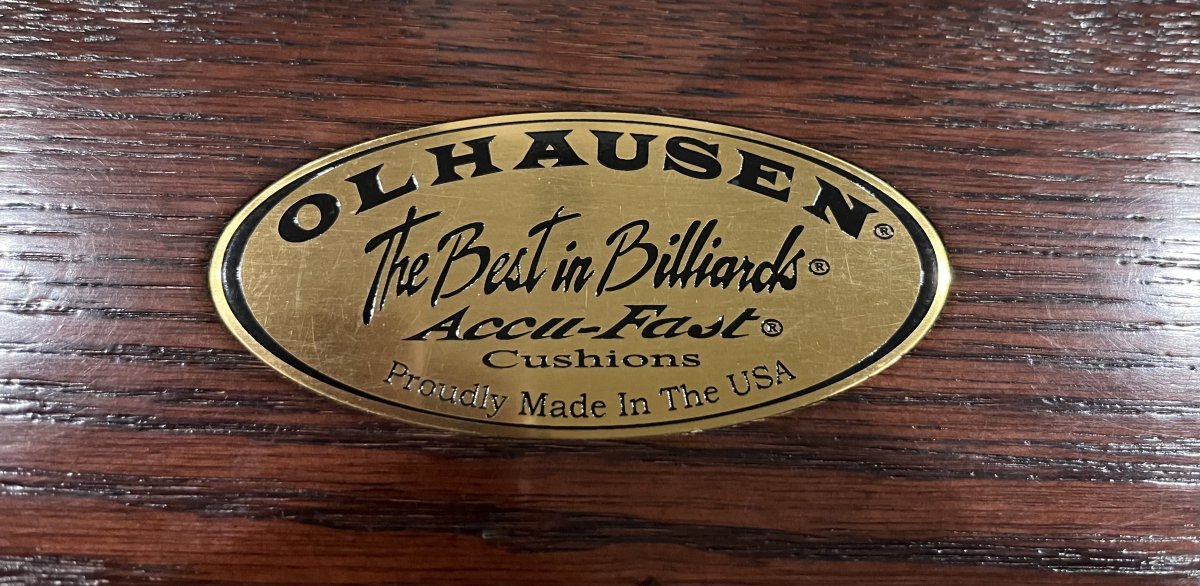 OLHAUSEN®
The Best in Billiards®
Accu-Fast®
Cushions
Proudly Made In The USA